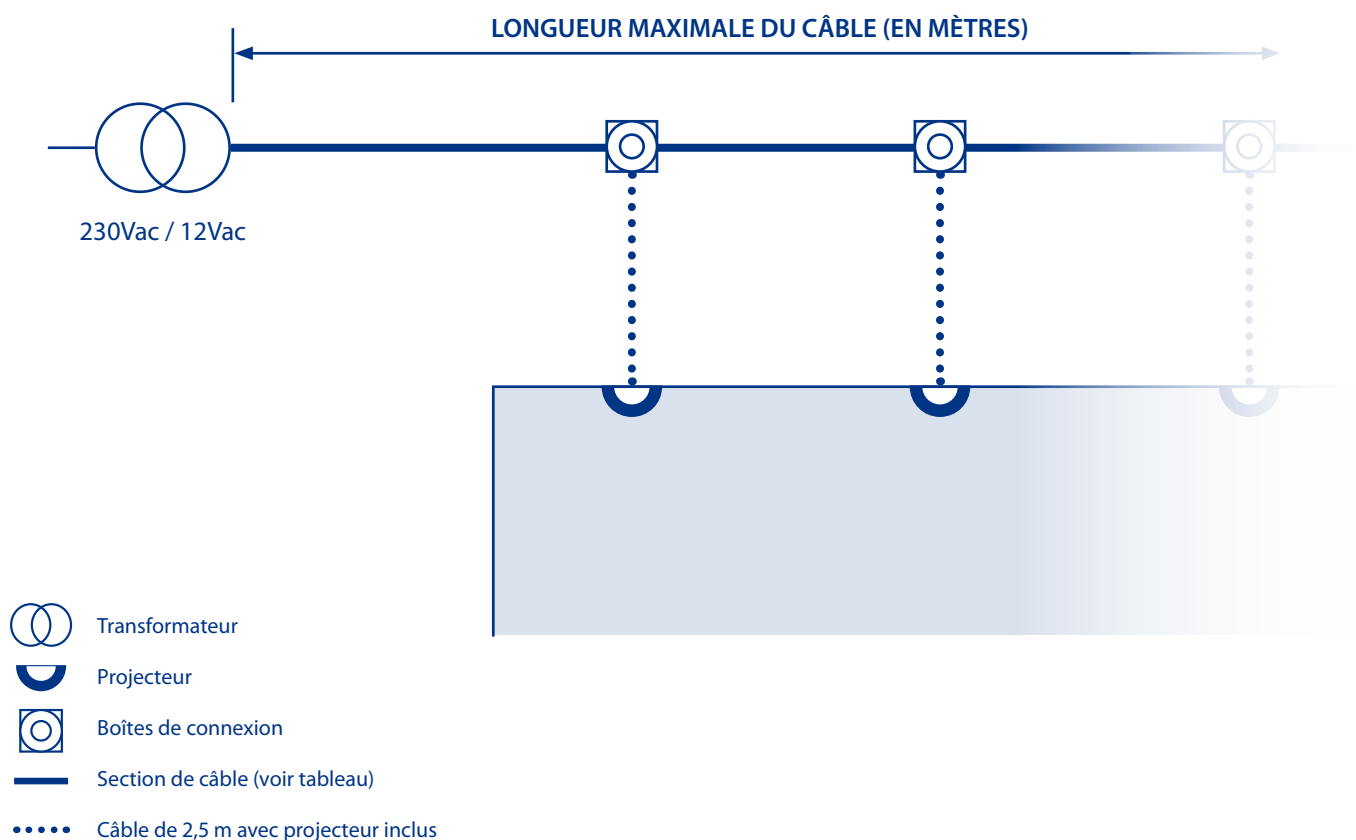 LONGUEUR MAXIMALE DU CÂBLE (EN MÈTRES)
230Vac / 12Vac
Transformateur
Projecteur
Boîtes de connexion
Section de câble (voir tableau)
Câble de 2,5 m avec projecteur inclus